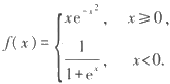 f(x) = { xe^{-x^2}, x ≥ 0,
1/(1+e^x), x < 0.